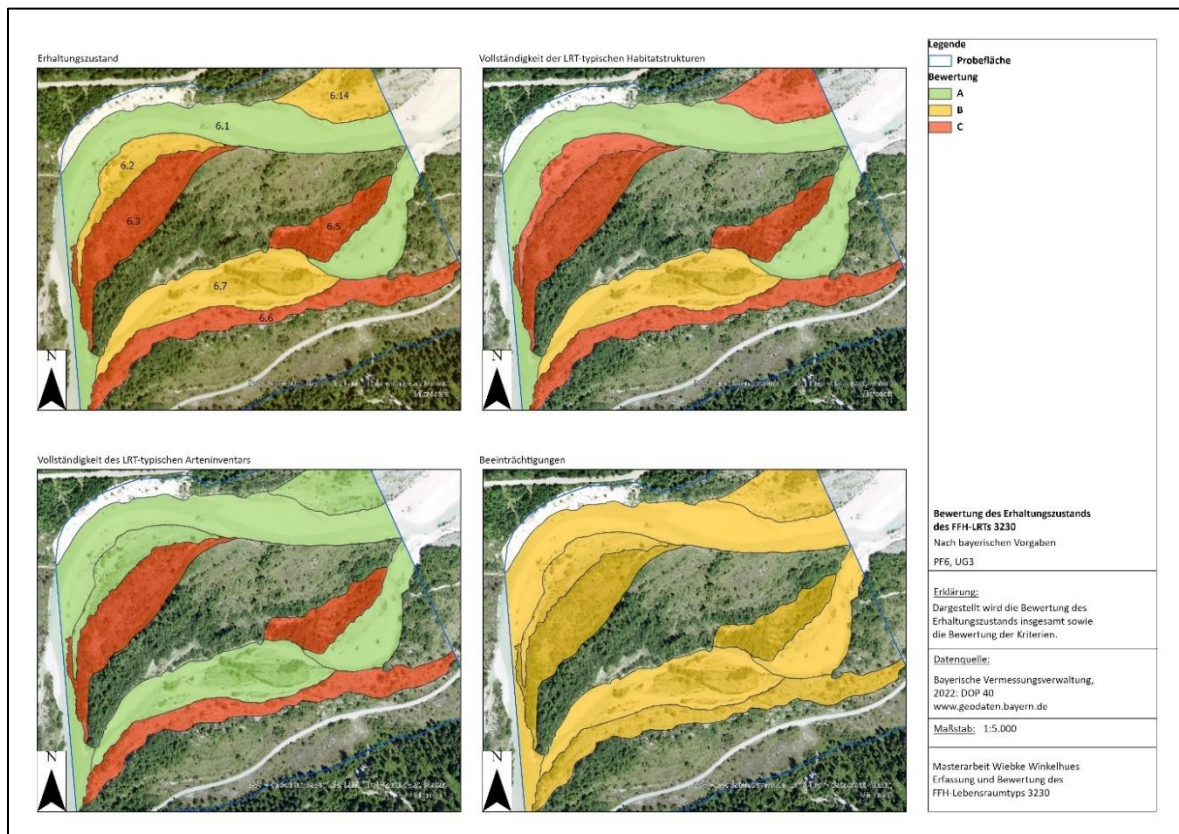 Erhaltungszustand
6.14
6.1
6.2
6.3
6.5
6.7
6.6
N
Vollständigkeit der LRT-typischen Habitatstrukturen
N
Vollständigkeit des LRT-typischen Arteninventars
N
Beeinträchtigungen
N
Legende
Probefläche
Bewertung
A
B
C
Bewertung des Erhaltungszustands
des FFH-LRTs 3230
Nach bayerischen Vorgaben
PF6, UG3
Erklärung:
Dargestellt wird die Bewertung des
Erhaltungszustands insgesamt sowie
die Bewertung der Kriterien.
Datenquelle:
Bayerische Vermessungsverwaltung,
2022: DOP 40
www.geodaten.bayern.de
Maßstab: 1:5.000
Masterarbeit Wiebke Winkelhues
Erfassung und Bewertung des
FFH-Lebensraumtyps 3230